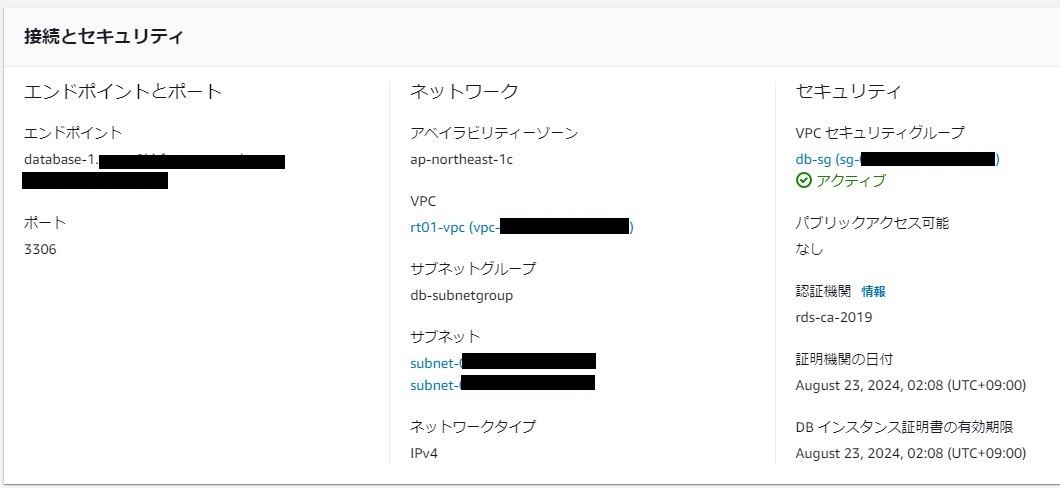 接続とセキュリティ
エンドポイントとポート
エンドポイント
database-1.
ポート
3306
ネットワーク
アベイラビリティーゾーン
ap-northeast-1c
VPC
rt01-vpc (vpc-)
サブネットグループ
db-subnetgroup
サブネット
subnet-
subnet-
ネットワークタイプ
IPv4
セキュリティ
VPC セキュリティグループ
db-sg (sg-)
アクティブ
パブリックアクセス可能
なし
認証機関 情報
rds-ca-2019
証明機関の日付
August 23, 2024, 02:08 (UTC+09:00)
DB インスタンス証明書の有効期限
August 23, 2024, 02:08 (UTC+09:00)